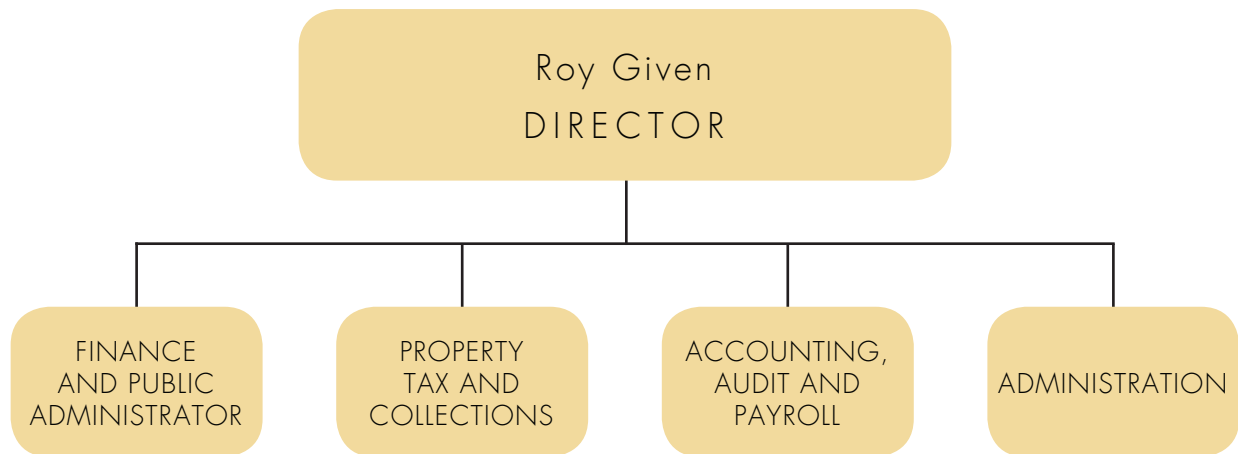 Roy Given
DIRECTOR
FINANCE
AND PUBLIC
ADMINISTRATOR
PROPERTY
TAX AND
COLLECTIONS
ACCOUNTING,
AUDIT AND
PAYROLL
ADMINISTRATION